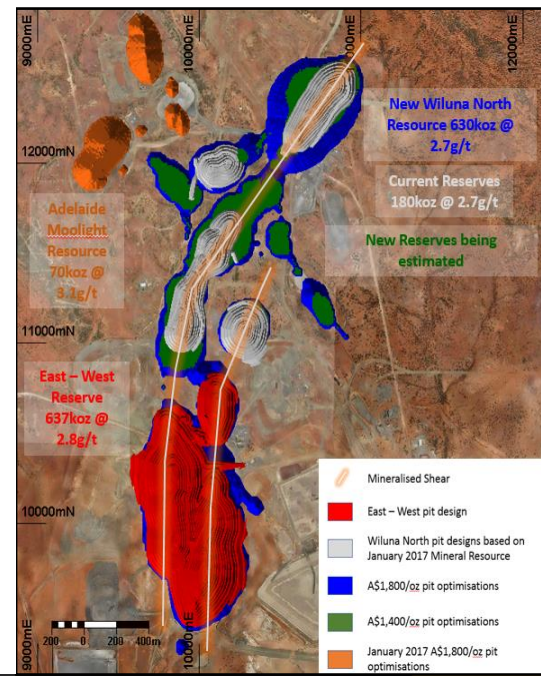 9000mE
10000mE
12000mE
New Wiluna North
Resource 630koz @
2.7g/t
12000mN
Current Reserves
180koz @ 2.7g/t
Adelaide
Moolight
Resource
70koz @
3.1g/t
New Reserves being
estimated
11000mN
East – West
Reserve
637koz @
2.8g/t
Mineralised Shear
East – West pit design
10000mN
Wiluna North pit designs based on
January 2017 Mineral Resource
A$1,800/oz pit optimisations
A$1,400/oz pit optimisations
200 0 200 400m
January 2017 A$1,800/oz pit
optimisations
9000mE
10000mE